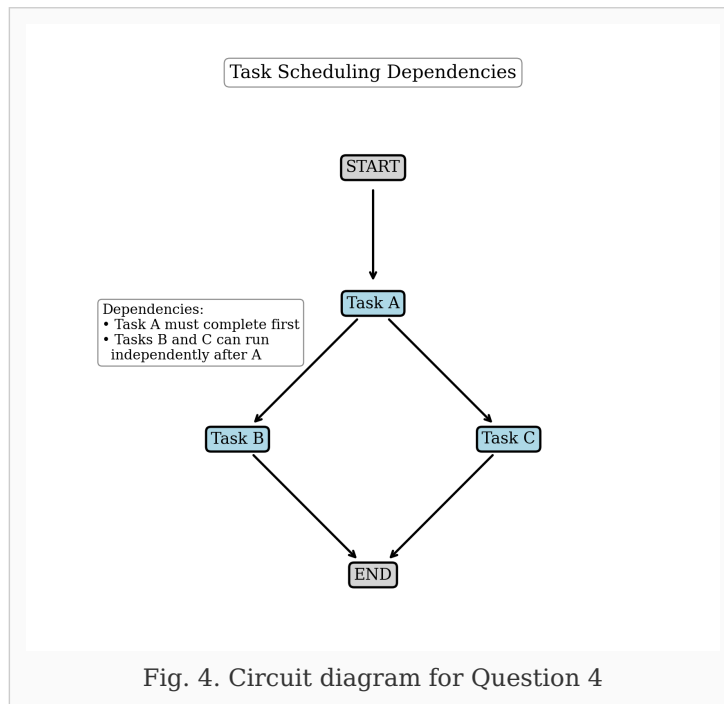 Task Scheduling Dependencies
START
Task A
Dependencies:
• Task A must complete first
• Tasks B and C can run
independently after A
Task B
Task C
END
Fig. 4. Circuit diagram for Question 4